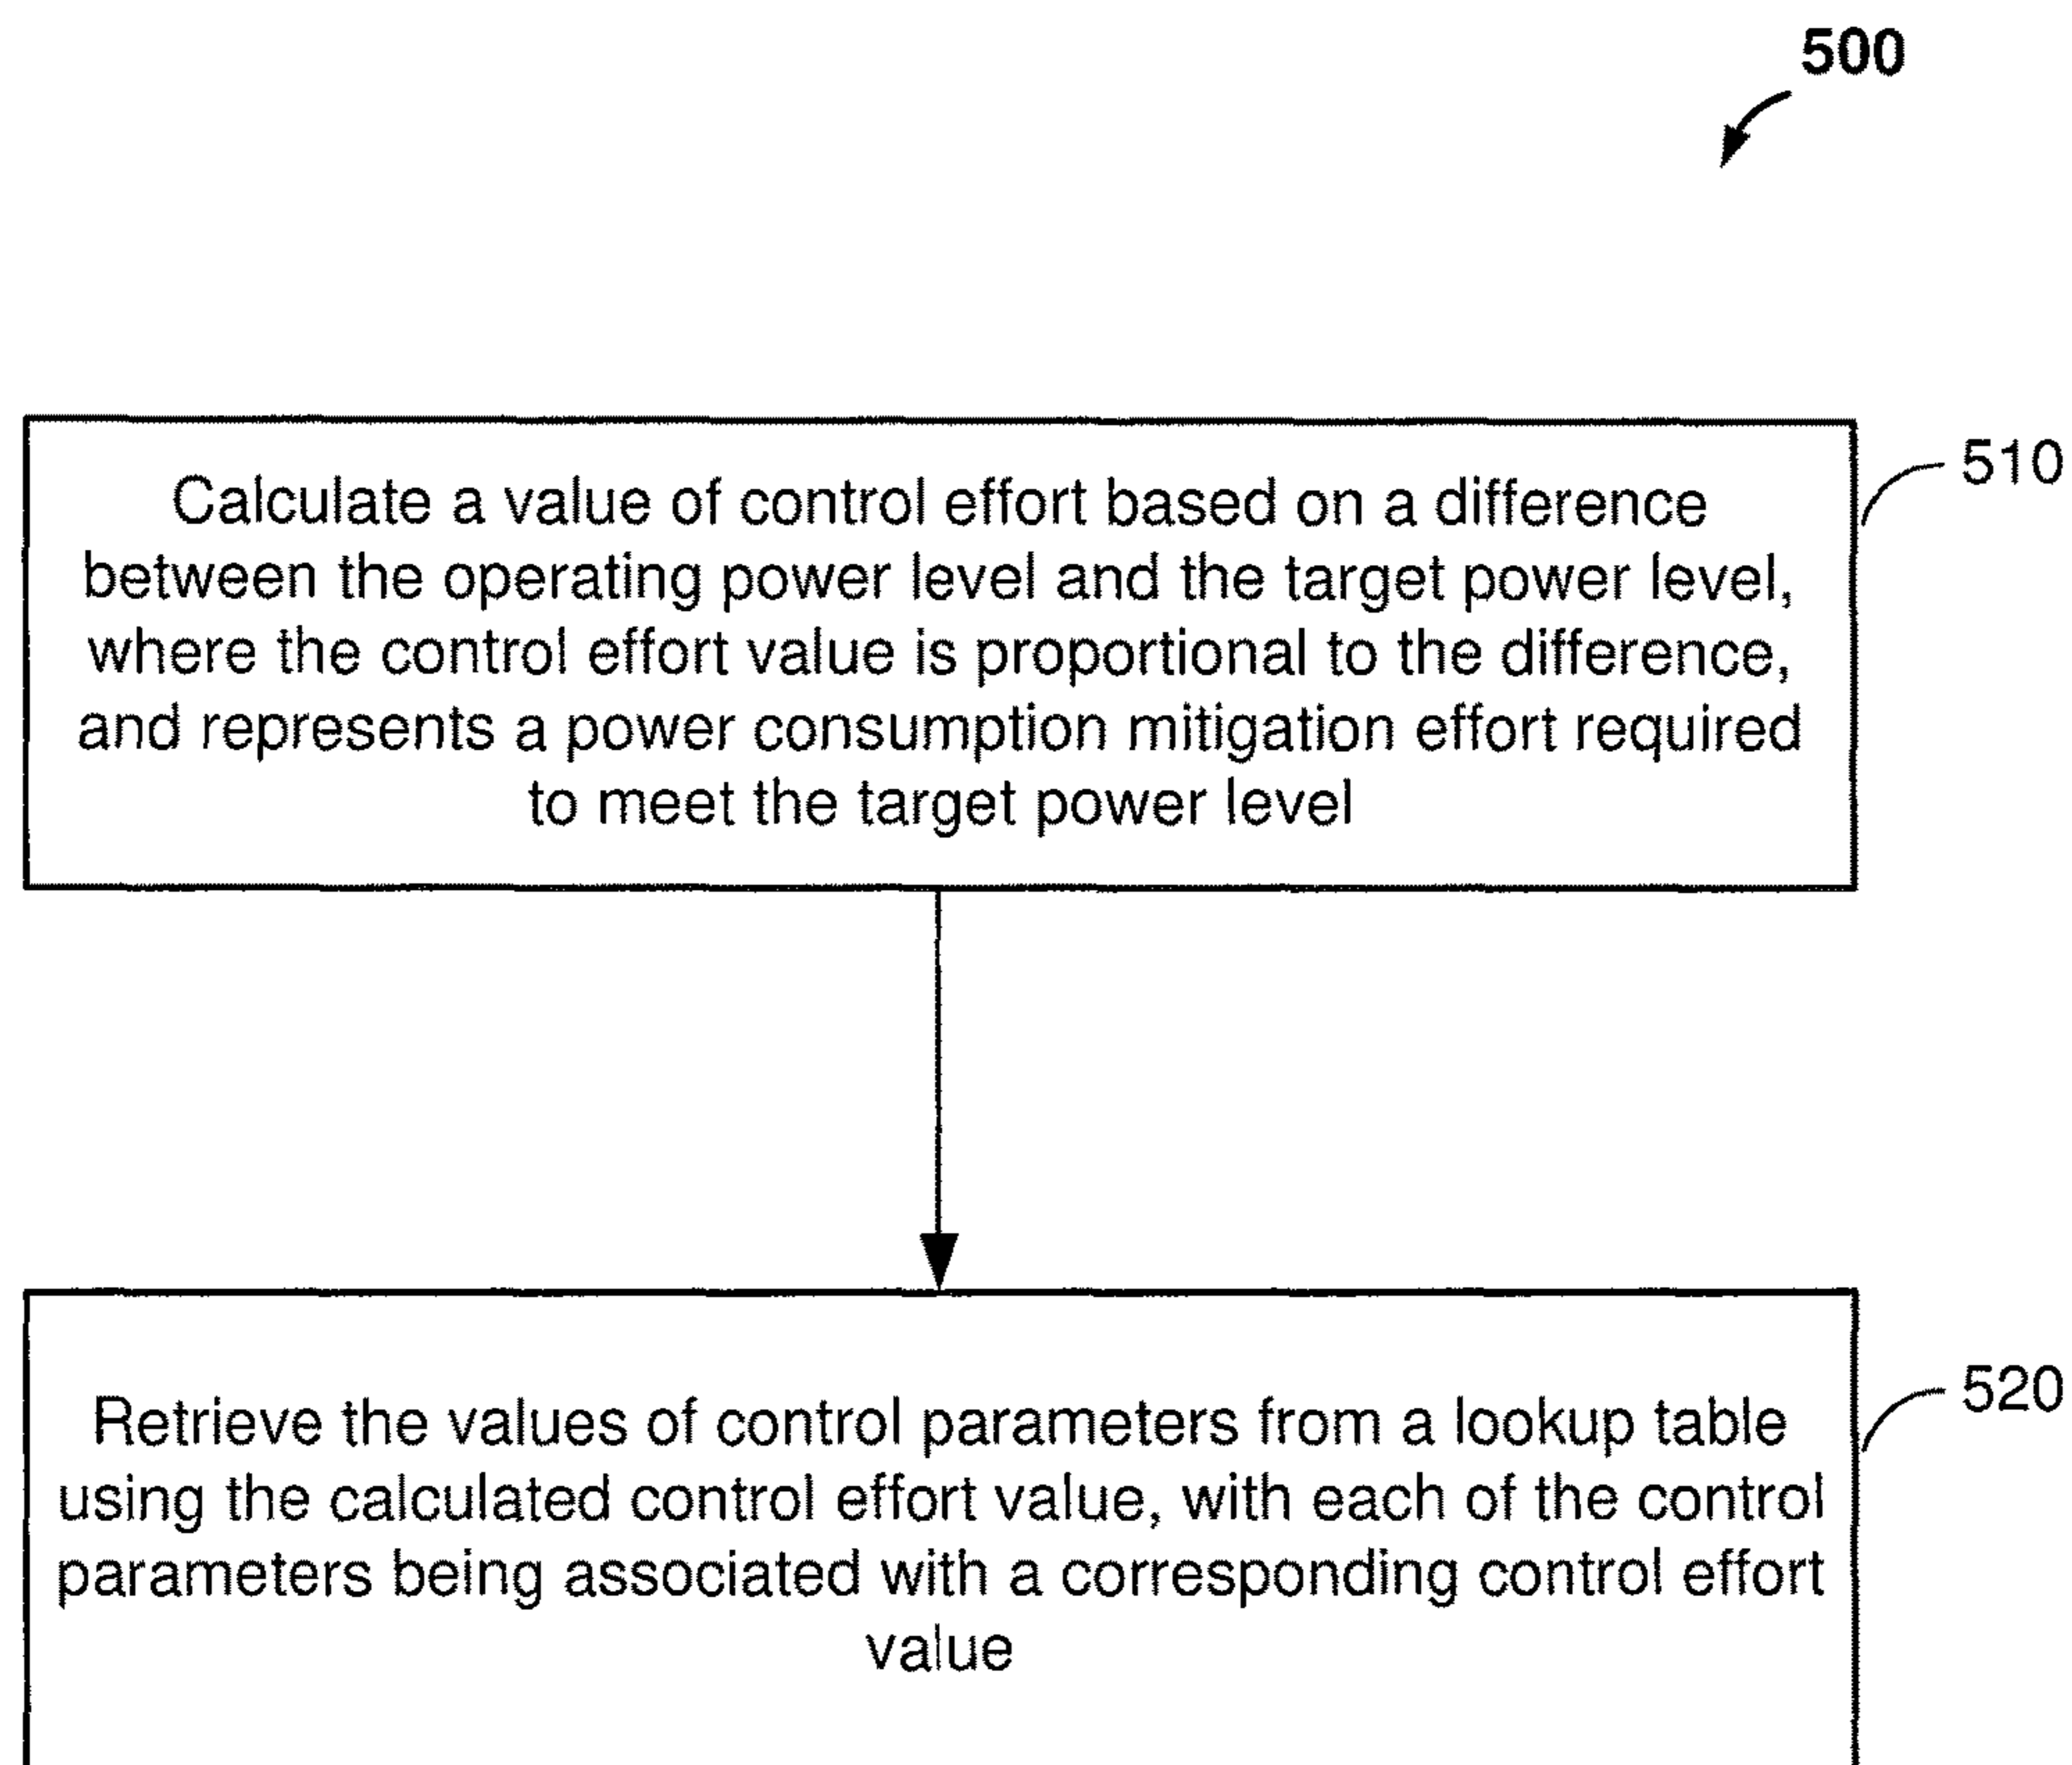 500
510
Calculate a value of control effort based on a difference
between the operating power level and the target power level,
where the control effort value is proportional to the difference,
and represents a power consumption mitigation effort required
to meet the target power level
520
Retrieve the values of control parameters from a lookup table
using the calculated control effort value, with each of the control
parameters being associated with a corresponding control effort
value